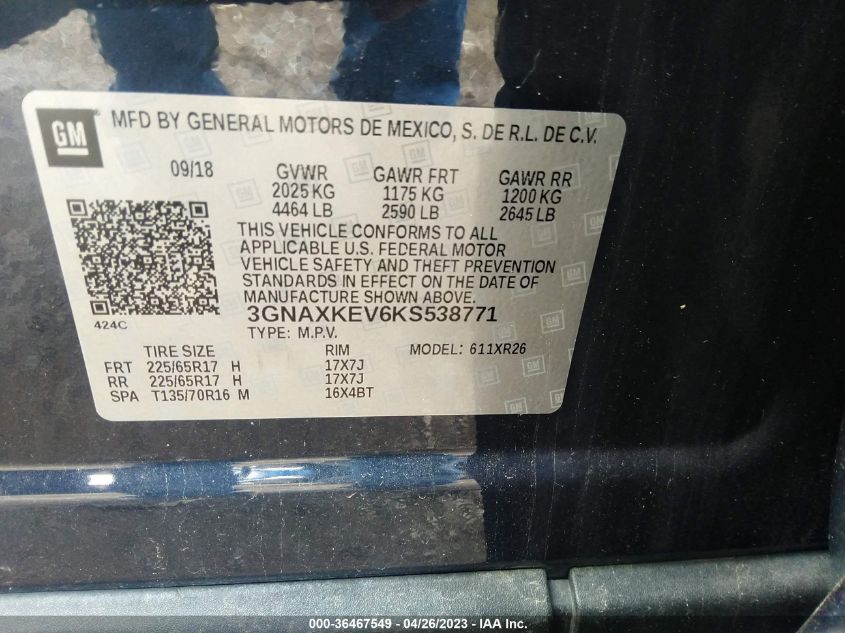 GM
MFD BY GENERAL MOTORS DE MEXICO, S. DE R.L. DE C.V.
09/18 GVWR GAWR FRT GAWR RR
2025 KG 1175 KG 1200 KG
4464 LB 2590 LB 2645 LB
THIS VEHICLE CONFORMS TO ALL
APPLICABLE U.S. FEDERAL MOTOR
VEHICLE SAFETY AND THEFT PREVENTION
STANDARDS IN EFFECT ON THE DATE OF
MANUFACTURE SHOWN ABOVE.
424C
3GNAXKEV6KS538771
TYPE: M.P.V.
TIRE SIZE RIM MODEL: 611XR26
FRT 225/65R17 H 17X7J
RR 225/65R17 H 17X7J
SPA T135/70R16 M 16X4BT
000-36467549 - 04/26/2023 - IAA Inc.